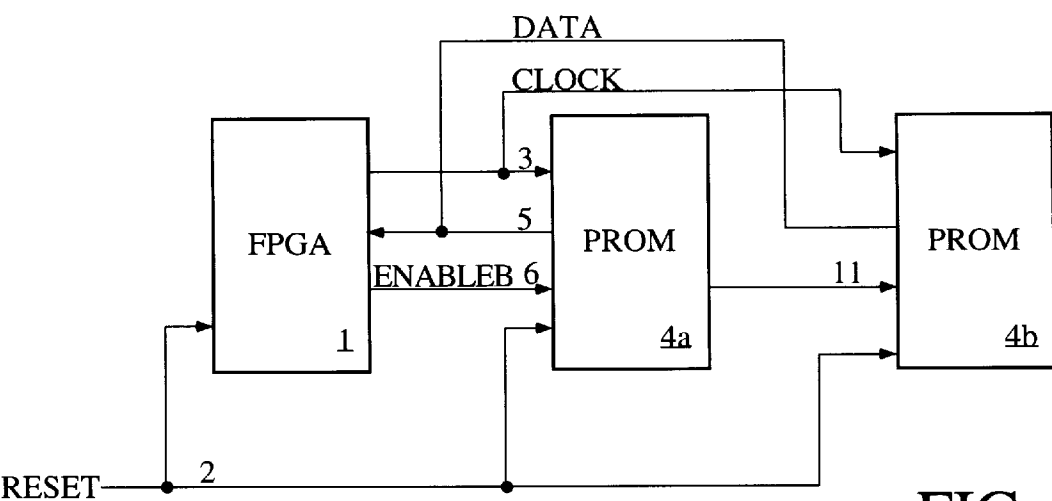 DATA
CLOCK
3
5
FPGA
PROM
PROM
ENABLEB 6
11
1
4a
4b
2
RESET
FIG